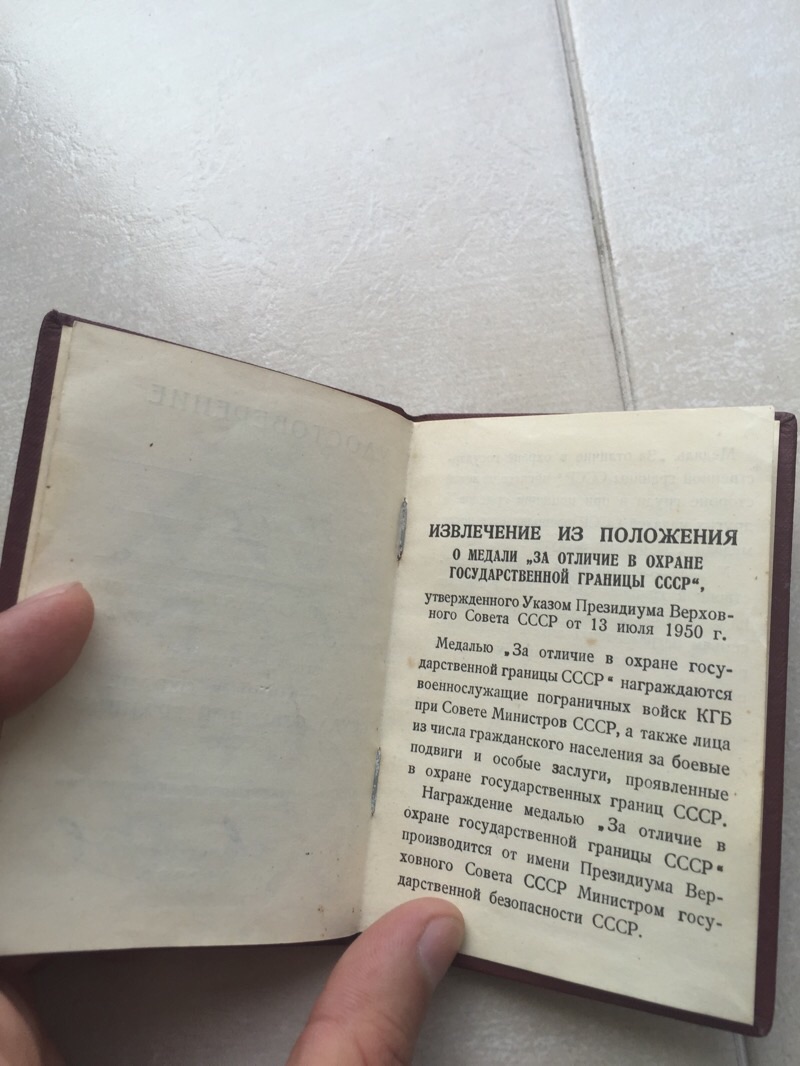 ИЗВЛЕЧЕНИЕ ИЗ ПОЛОЖЕНИЯ
О МЕДАЛИ „ЗА ОТЛИЧИЕ В ОХРАНЕ
ГОСУДАРСТВЕННОЙ ГРАНИЦЫ СССР“,
утвержденного Указом Президиума Верхов-
ного Совета СССР от 13 июля 1950 г.
Медалью „За отличие в охране госу-
дарственной границы СССР“ награждаются
военнослужащие пограничных войск КГБ
при Совете Министров СССР, а также лица
из числа гражданского населения за боевые
подвиги и особые заслуги, проявленные
в охране государственных границ СССР.
Награждение медалью „За отличие в
охране государственной границы СССР“
производится от имени Президиума Вер-
ховного Совета СССР Министром госу-
дарственной безопасности СССР.